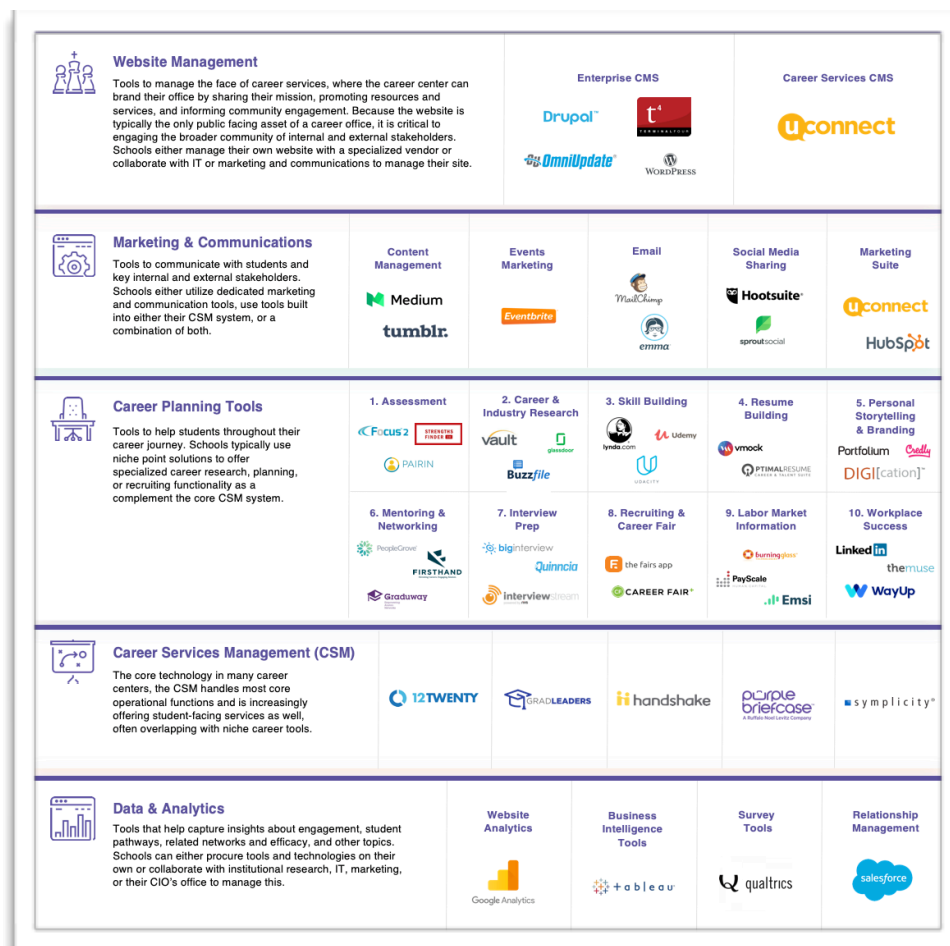 Website Management
Tools to manage the face of career services, where the career center can
brand their office by sharing their mission, promoting resources and
services, and informing community engagement. Because the website is
typically the only public facing asset of a career office, it is critical to
engaging the broader community of internal and external stakeholders.
Schools either manage their own website with a specialized vendor or
collaborate with IT or marketing and communications to manage their site.
Enterprise CMS
Drupal™
t4
TERMINALFOUR
OmniUpdate®
WORDPRESS
Career Services CMS
uconnect
Marketing & Communications
Tools to communicate with students and
key internal and external stakeholders.
Schools either utilize dedicated marketing
and communication tools, use tools built
into either their CSM system, or a
combination of both.
Content
Management
Medium
tumblr.
Events
Marketing
Eventbrite
Email
MailChimp
emma
Social Media
Sharing
Hootsuite®
sproutsocial
Marketing
Suite
uconnect
HubSpot
Career Planning Tools
Tools to help students throughout their
career journey. Schools typically use
niche point solutions to offer
specialized career research, planning,
or recruiting functionality as a
complement the core CSM system.
1. Assessment
Focus 2
STRENGTHS
FINDER
PAIRIN
2. Career &
Industry Research
vault
glassdoor
Buzzfile
3. Skill Building
lynda.com
Udemy
UDACITY
4. Resume
Building
vmock
OPTIMALRESUME
CAREER & TALENT SUITE
5. Personal
Storytelling
& Branding
Portfolium
Credly
DIGI[cation]™
6. Mentoring &
Networking
PeopleGrove
FIRSTHAND
Graduway
7. Interview
Prep
biginterview
Quinncia
interviewstream
8. Recruiting &
Career Fair
the fairs app
CAREER FAIR+
9. Labor Market
Information
burningglass
PayScale
Emsi
10. Workplace
Success
Linked in
themuse
WayUp
Career Services Management (CSM)
The core technology in many career
centers, the CSM handles most core
operational functions and is increasingly
offering student-facing services as well,
often overlapping with niche career tools.
12TWENTY
GRADLEADERS
handshake
purple
briefcase
A Ruffalo Noel Levitz Company
symplicity®
Data & Analytics
Tools that help capture insights about engagement, student
pathways, related networks and efficacy, and other topics.
Schools can either procure tools and technologies on their
own or collaborate with institutional research, IT, marketing,
or their CIO's office to manage this.
Website
Analytics
Google Analytics
Business
Intelligence
Tools
+ableau
Survey
Tools
qualtrics
Relationship
Management
salesforce